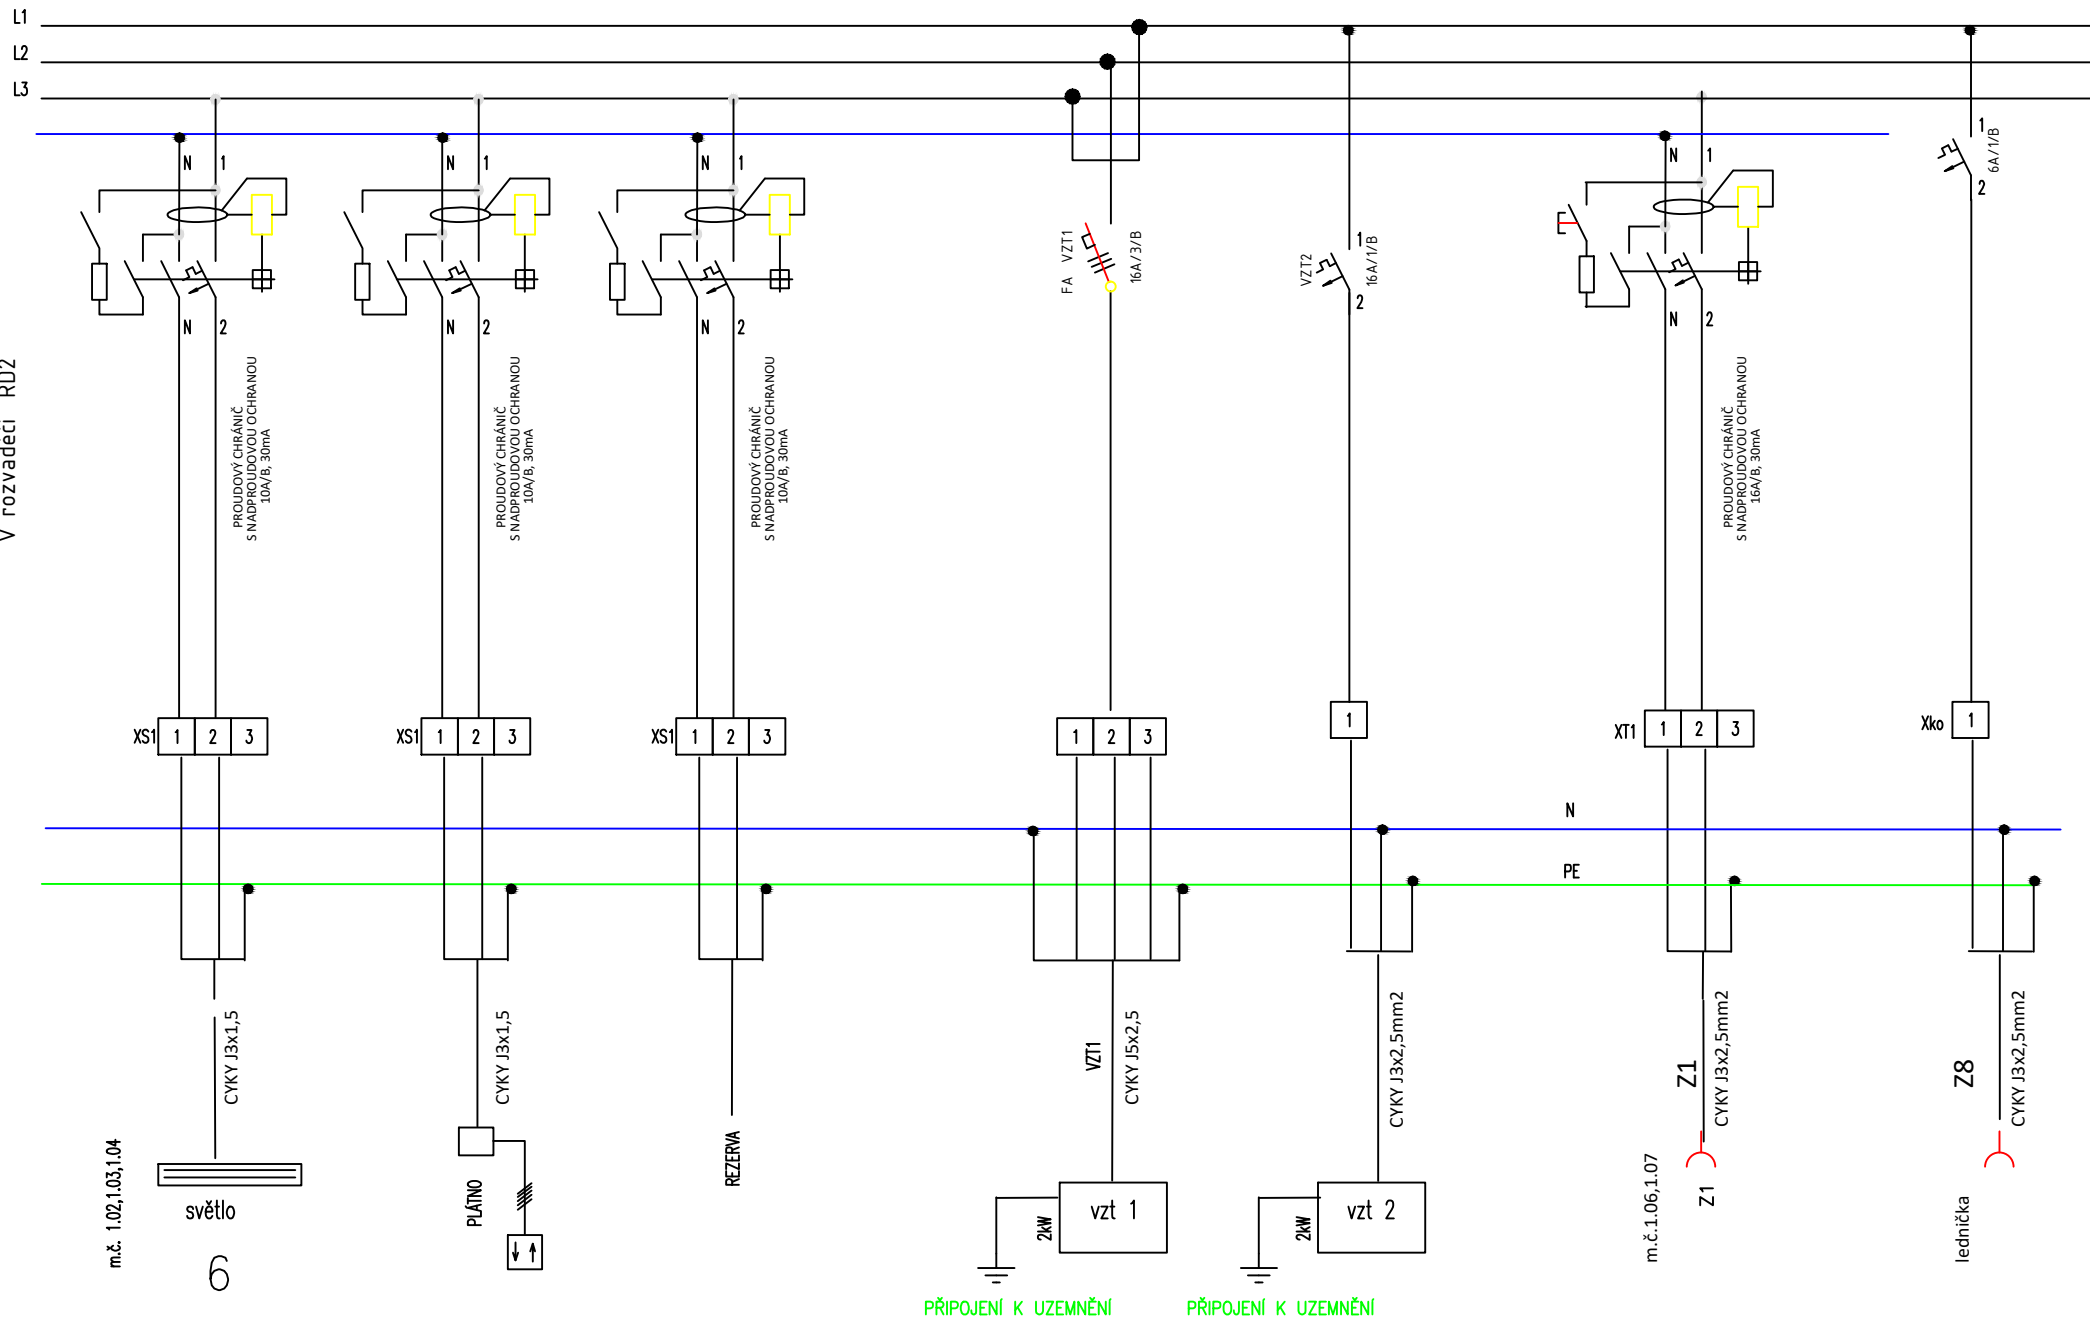 L1
L2
L3
V rozvaděči RD2
N 1
N 2
PROUDOVÝ CHRÁNIČ
S NADPROUDOVOU OCHRANOU
10A/B, 30mA
XS1 1 2 3
CYKY J3x1,5
m.č. 1.02,1.03,1.04
světlo
6
N 1
N 2
PROUDOVÝ CHRÁNIČ
S NADPROUDOVOU OCHRANOU
10A/B, 30mA
XS1 1 2 3
CYKY J3x1,5
PLÁTNO
N 1
N 2
PROUDOVÝ CHRÁNIČ
S NADPROUDOVOU OCHRANOU
10A/B, 30mA
XS1 1 2 3
REZERVA
FA VZT1
16A/3/B
1 2 3
VZT1
CYKY J5x2,5
2kW
vzt 1
PŘIPOJENÍ K UZEMNĚNÍ
VZT2
1
16A/1/B
2
1
CYKY J3x2,5mm2
2kW
vzt 2
PŘIPOJENÍ K UZEMNĚNÍ
N 1
N 2
PROUDOVÝ CHRÁNIČ
S NADPROUDOVOU OCHRANOU
16A/B, 30mA
XT1 1 2 3
N
PE
Z1
CYKY J3x2,5mm2
m.č.1.06,1.07
Z1
1
6A/1/B
2
Xko 1
Z8
CYKY J3x2,5mm2
lednička